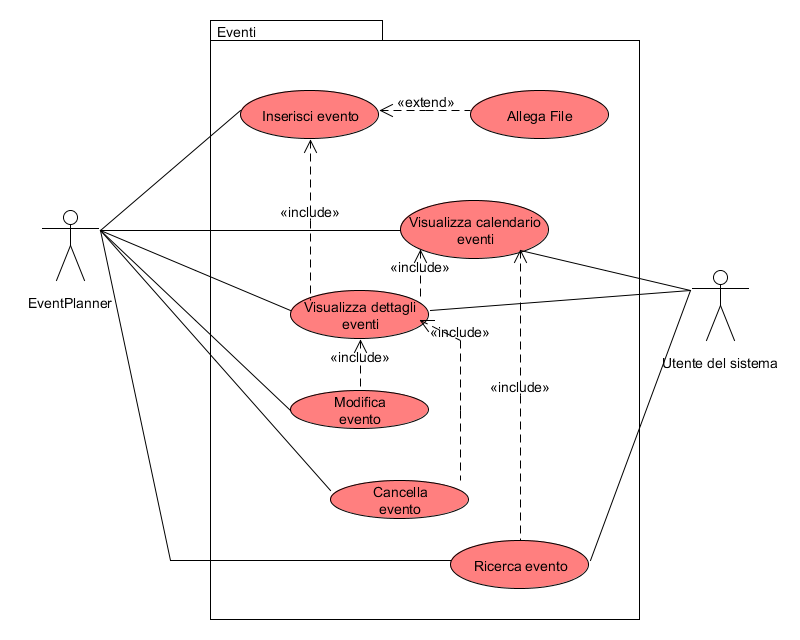 Eventi
Inserisci evento
«extend»
Allega File
«include»
Visualizza calendario
eventi
«include»
EventPlanner
Visualizza dettagli
eventi
«include»
«include»
Utente del sistema
«include»
Modifica
evento
Cancella
evento
Ricerca evento